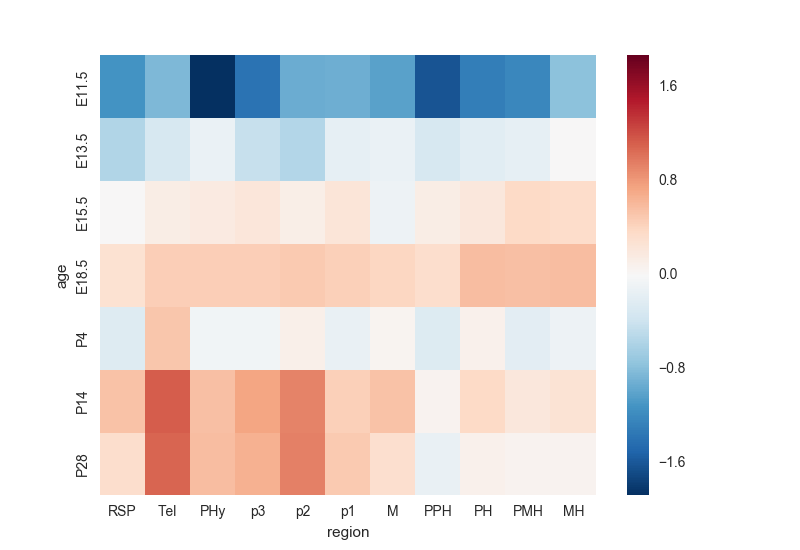 E11.5
E13.5
E15.5
E18.5
P4
P14
P28
age
RSP Tel PHy p3 p2 p1 M PPH PH PMH MH
region
1.6
0.8
0.0
−0.8
−1.6